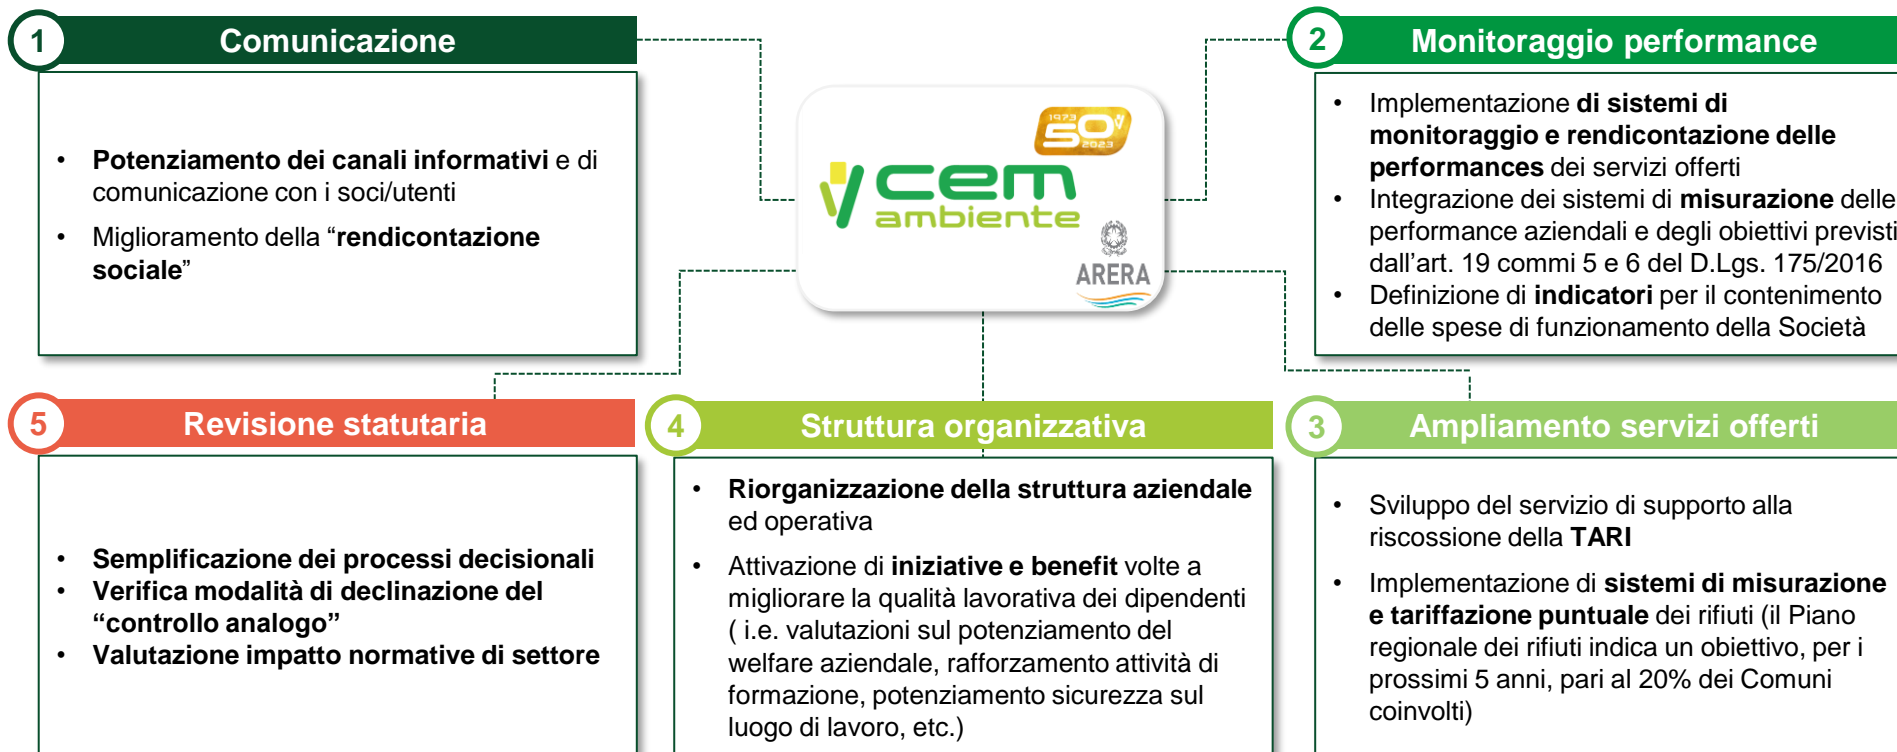 1
Comunicazione
• Potenziamento dei canali informativi e di
comunicazione con i soci/utenti
• Miglioramento della “rendicontazione
sociale”
1973
50
2023
cem
ambiente
ARERA
2
Monitoraggio performance
• Implementazione di sistemi di
monitoraggio e rendicontazione delle
performances dei servizi offerti
• Integrazione dei sistemi di misurazione delle
performance aziendali e degli obiettivi previsti
dall’art. 19 commi 5 e 6 del D.Lgs. 175/2016
• Definizione di indicatori per il contenimento
delle spese di funzionamento della Società
5
Revisione statutaria
• Semplificazione dei processi decisionali
• Verifica modalità di declinazione del
“controllo analogo”
• Valutazione impatto normative di settore
4
Struttura organizzativa
• Riorganizzazione della struttura aziendale
ed operativa
• Attivazione di iniziative e benefit volte a
migliorare la qualità lavorativa dei dipendenti
( i.e. valutazioni sul potenziamento del
welfare aziendale, rafforzamento attività di
formazione, potenziamento sicurezza sul
luogo di lavoro, etc.)
3
Ampliamento servizi offerti
• Sviluppo del servizio di supporto alla
riscossione della TARI
• Implementazione di sistemi di misurazione
e tariffazione puntuale dei rifiuti (il Piano
regionale dei rifiuti indica un obiettivo, per i
prossimi 5 anni, pari al 20% dei Comuni
coinvolti)